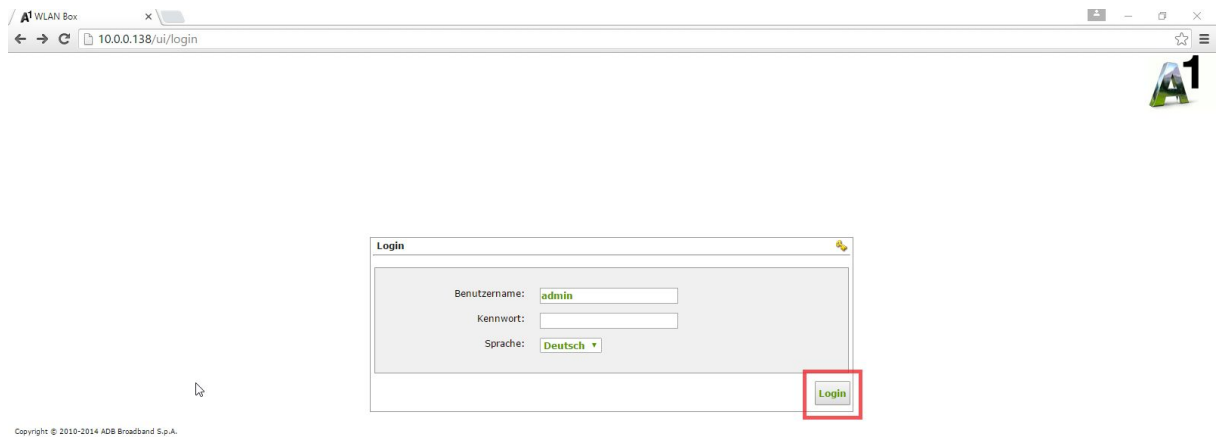 A1 WLAN Box
10.0.0.138/ui/login
A1
Login
Benutzername: admin
Kennwort:
Sprache: Deutsch
Login
Copyright © 2010-2014 ADB Broadband S.p.A.